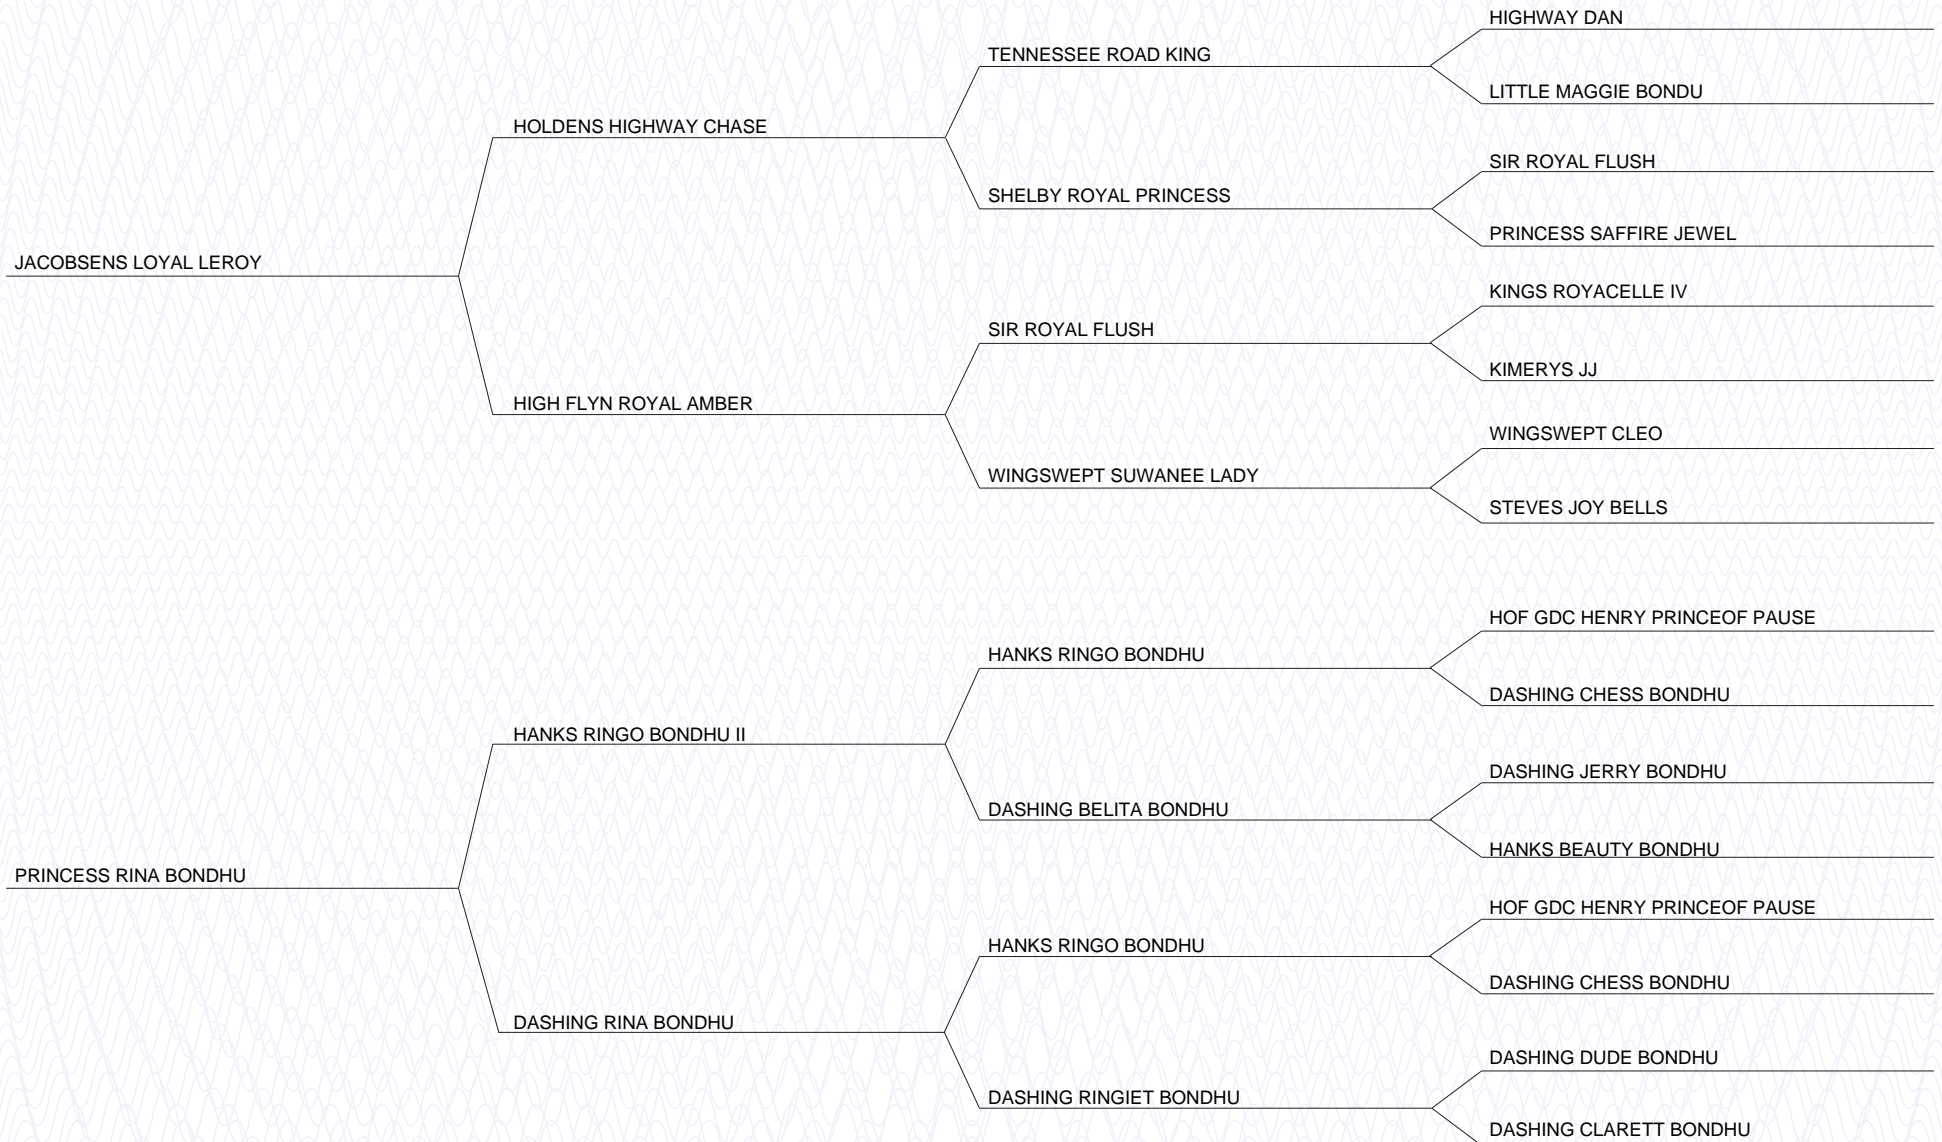 HIGHWAY DAN
TENNESSEE ROAD KING
LITTLE MAGGIE BONDU
HOLDENS HIGHWAY CHASE
SIR ROYAL FLUSH
SHELBY ROYAL PRINCESS
PRINCESS SAFFIRE JEWEL
JACOBSENS LOYAL LEROY
KINGS ROYACELLE IV
SIR ROYAL FLUSH
KIMERYS JJ
HIGH FLYN ROYAL AMBER
WINGSWEPT CLEO
WINGSWEPT SUWANEE LADY
STEVES JOY BELLS
HOF GDC HENRY PRINCEOF PAUSE
HANKS RINGO BONDHU
DASHING CHESS BONDHU
HANKS RINGO BONDHU II
DASHING JERRY BONDHU
DASHING BELITA BONDHU
HANKS BEAUTY BONDHU
PRINCESS RINA BONDHU
HOF GDC HENRY PRINCEOF PAUSE
HANKS RINGO BONDHU
DASHING CHESS BONDHU
DASHING RINA BONDHU
DASHING DUDE BONDHU
DASHING RINGIET BONDHU
DASHING CLARETT BONDHU